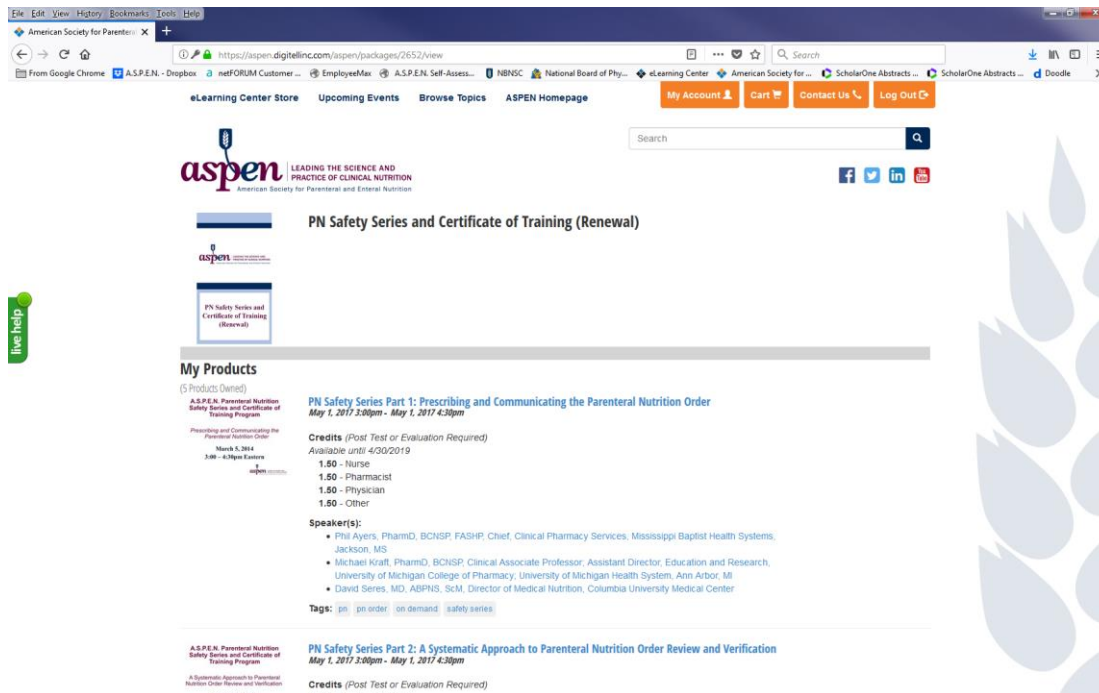 File Edit View History Bookmarks Tools Help
American Society for Parenter
https://aspen.digitellinc.com/aspen/packages/2652/view
Search
From Google Chrome A.S.P.E.N. - Dropbox netFORUM Customer ... EmployeeMax A.S.P.E.N. Self-Assess... NBNSC National Board of Phy... eLearning Center American Society for ... ScholarOne Abstracts ... ScholarOne Abstracts ... Doodle
eLearning Center Store Upcoming Events Browse Topics ASPEN Homepage My Account Cart Contact Us Log Out
Search
aspen LEADING THE SCIENCE AND
PRACTICE OF CLINICAL NUTRITION
American Society for Parenteral and Enteral Nutrition
PN Safety Series and Certificate of Training (Renewal)
aspen
PN Safety Series and
Certificate of Training
(Renewal)
live help
My Products
(5 Products Owned)
A.S.P.E.N. Parenteral Nutrition
Safety Series and Certificate of
Training Program
Prescribing and Communicating the
Parenteral Nutrition Order
March 5, 2014
3:00 – 4:30pm Eastern
aspen
PN Safety Series Part 1: Prescribing and Communicating the Parenteral Nutrition Order
May 1, 2017 3:00pm - May 1, 2017 4:30pm
Credits (Post Test or Evaluation Required)
Available until 4/30/2019
1.50 - Nurse
1.50 - Pharmacist
1.50 - Physician
1.50 - Other
Speaker(s):
Phil Ayers, PharmD, BCNSP, FASHP, Chief, Clinical Pharmacy Services, Mississippi Baptist Health Systems,
Jackson, MS
Michael Kraft, PharmD, BCNSP, Clinical Associate Professor; Assistant Director, Education and Research,
University of Michigan College of Pharmacy; University of Michigan Health System, Ann Arbor, MI
David Seres, MD, ABPNS, ScM, Director of Medical Nutrition, Columbia University Medical Center
Tags: pn pn order on demand safety series
A.S.P.E.N. Parenteral Nutrition
Safety Series and Certificate of
Training Program
A Systematic Approach to Parenteral
Nutrition Order Review and Verification
PN Safety Series Part 2: A Systematic Approach to Parenteral Nutrition Order Review and Verification
May 1, 2017 3:00pm - May 1, 2017 4:30pm
Credits (Post Test or Evaluation Required)